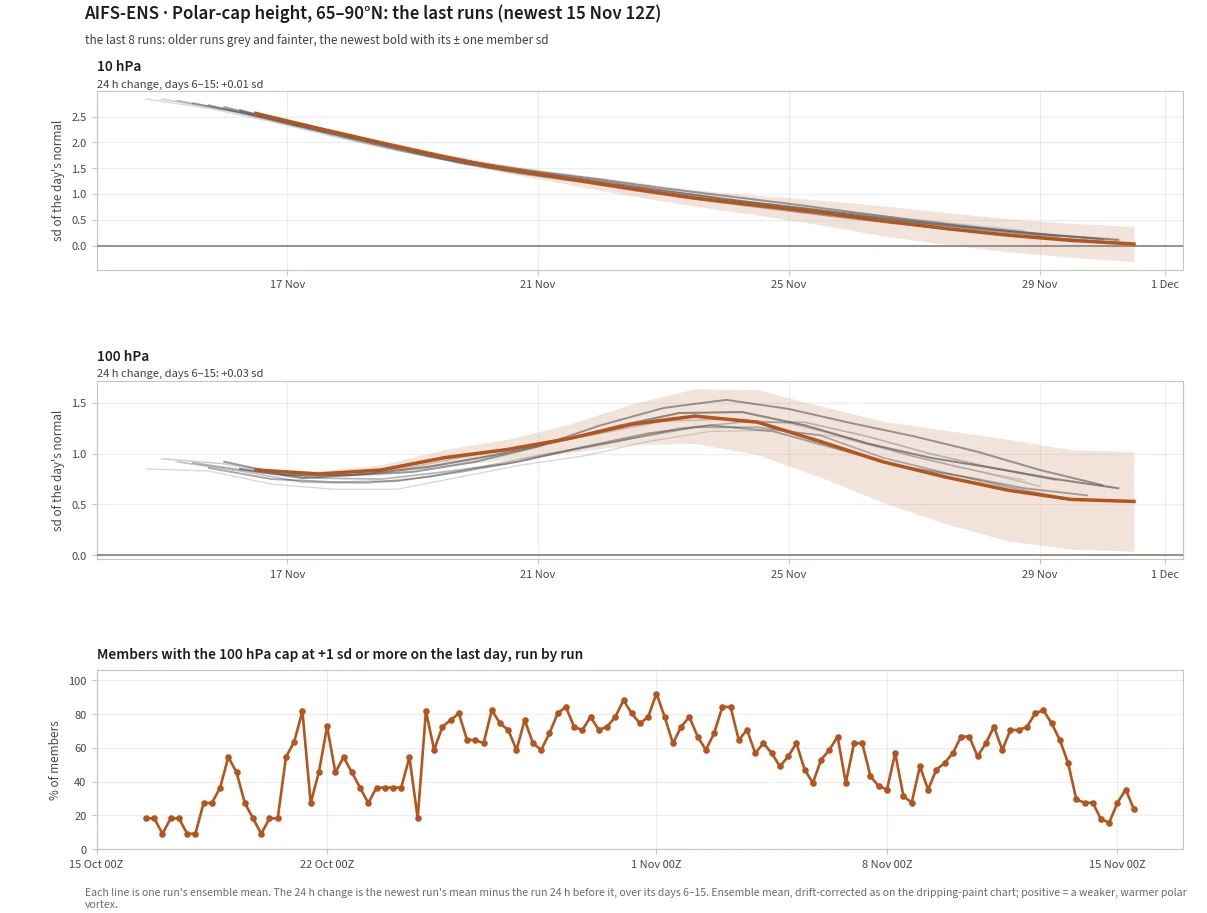 AIFS-ENS · Polar-cap height, 65–90°N: the last runs (newest 15 Nov 12Z)
the last 8 runs: older runs grey and fainter, the newest bold with its ± one member sd
10 hPa
24 h change, days 6–15: +0.01 sd
sd of the day's normal
2.5
2.0
1.5
1.0
0.5
0.0
17 Nov
21 Nov
25 Nov
29 Nov
1 Dec
100 hPa
24 h change, days 6–15: +0.03 sd
sd of the day's normal
1.5
1.0
0.5
0.0
17 Nov
21 Nov
25 Nov
29 Nov
1 Dec
Members with the 100 hPa cap at +1 sd or more on the last day, run by run
% of members
100
80
60
40
20
0
15 Oct 00Z
22 Oct 00Z
1 Nov 00Z
8 Nov 00Z
15 Nov 00Z
Each line is one run's ensemble mean. The 24 h change is the newest run's mean minus the run 24 h before it, over its days 6–15. Ensemble mean, drift-corrected as on the dripping-paint chart; positive = a weaker, warmer polar
vortex.